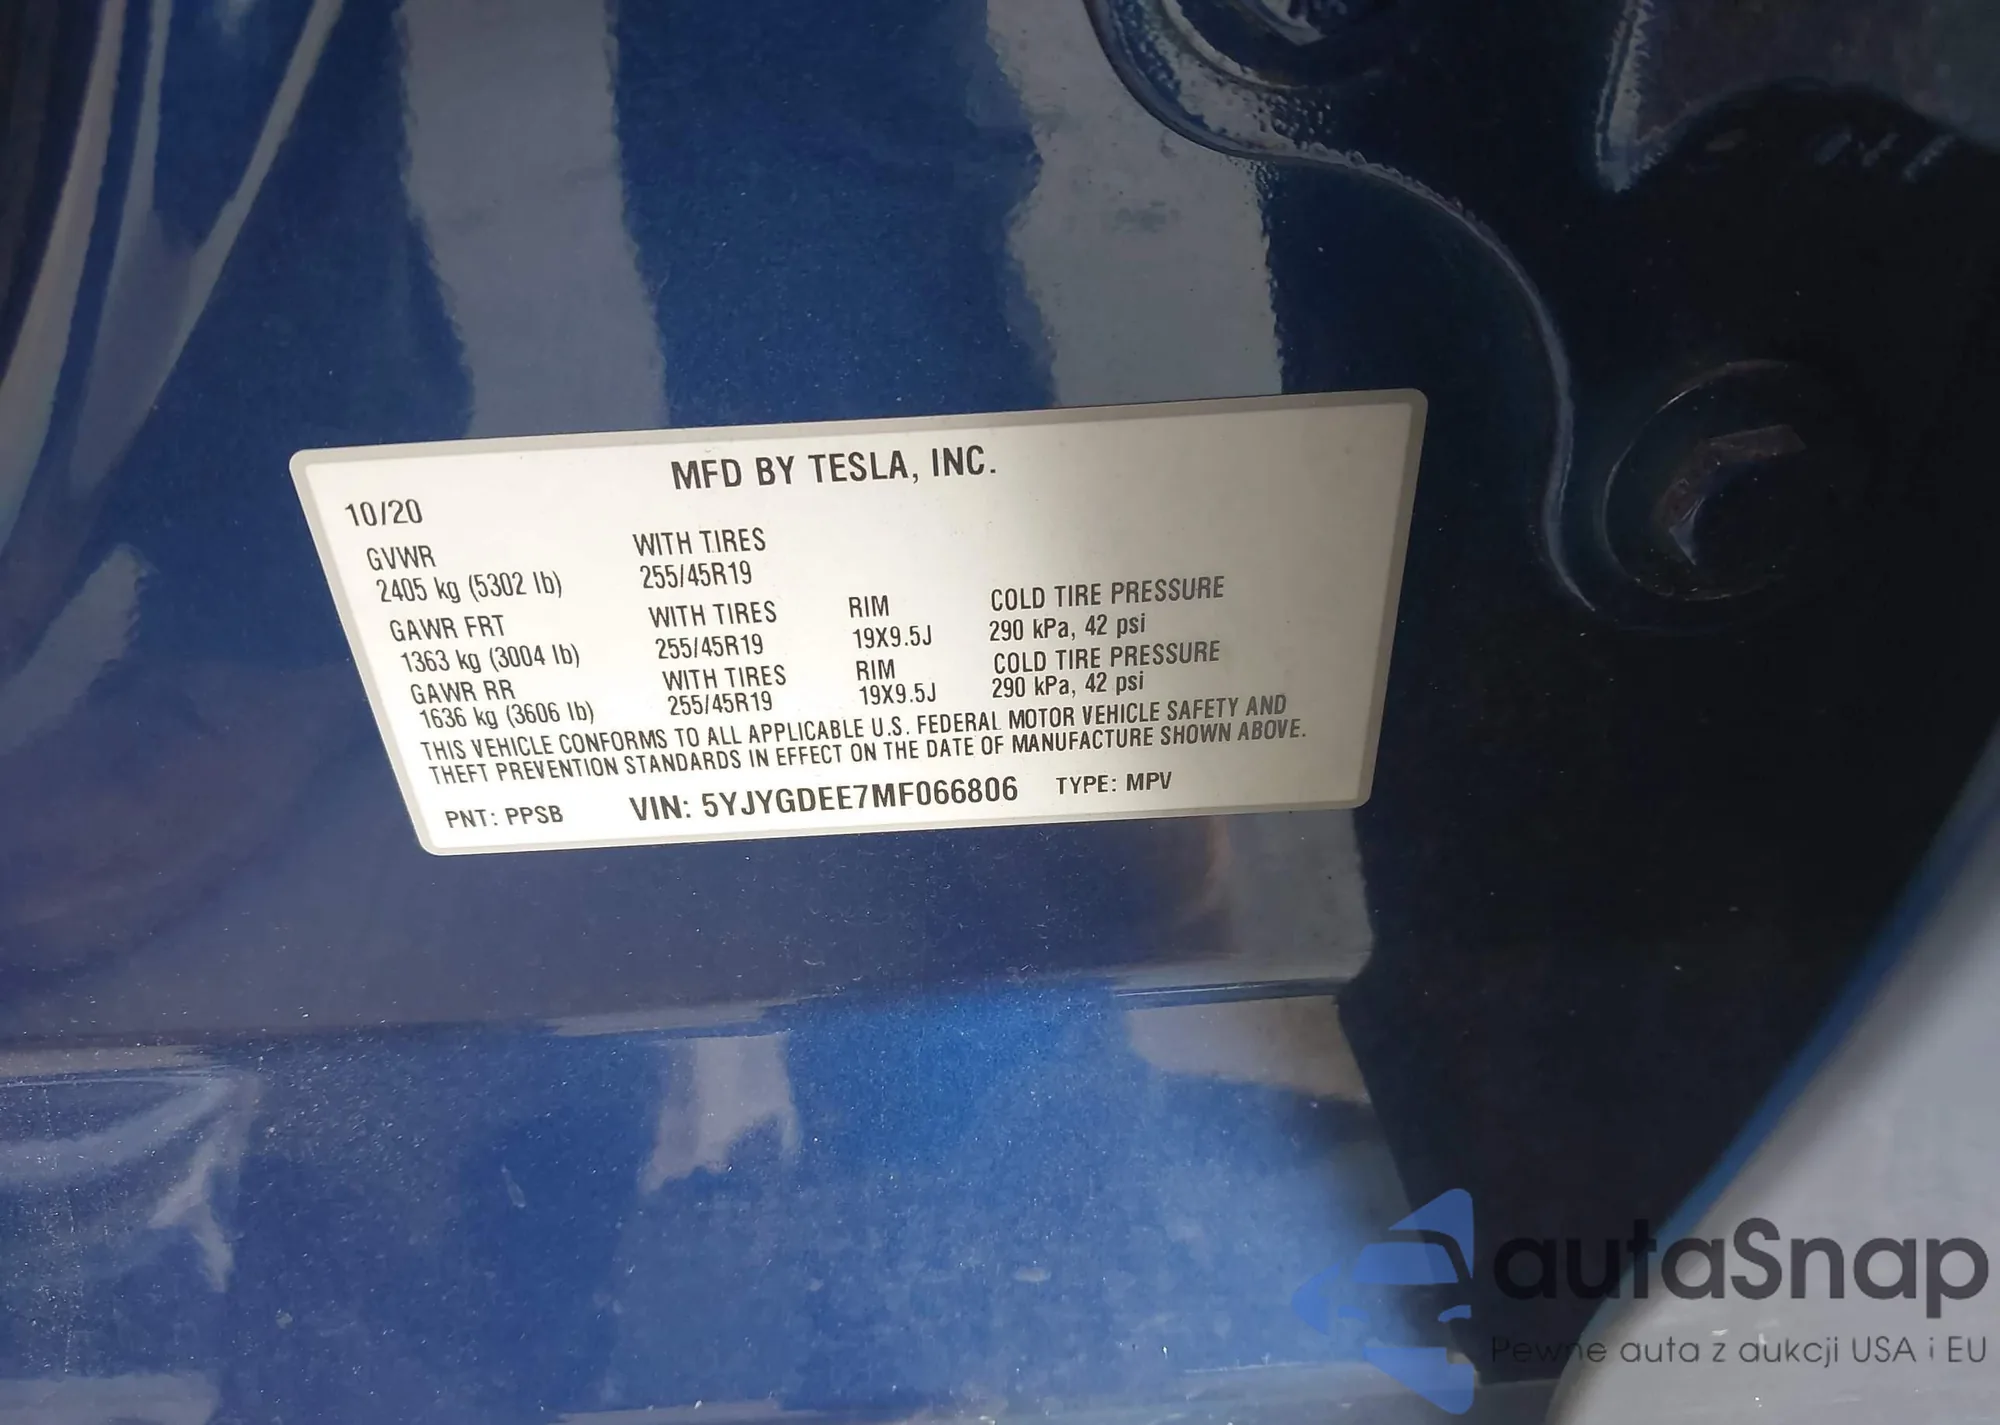 MFD BY TESLA, INC.
10/20
GVWR WITH TIRES
2405 kg (5302 lb) 255/45R19
GAWR FRT WITH TIRES RIM COLD TIRE PRESSURE
1363 kg (3004 lb) 255/45R19 19X9.5J 290 kPa, 42 psi
GAWR RR WITH TIRES RIM COLD TIRE PRESSURE
1636 kg (3606 lb) 255/45R19 19X9.5J 290 kPa, 42 psi
THIS VEHICLE CONFORMS TO ALL APPLICABLE U.S. FEDERAL MOTOR VEHICLE SAFETY AND
THEFT PREVENTION STANDARDS IN EFFECT ON THE DATE OF MANUFACTURE SHOWN ABOVE.
PNT: PPSB VIN: 5YJYGDEE7MF066806 TYPE: MPV
autaSnap
Pewne auta z aukcji USA i EU